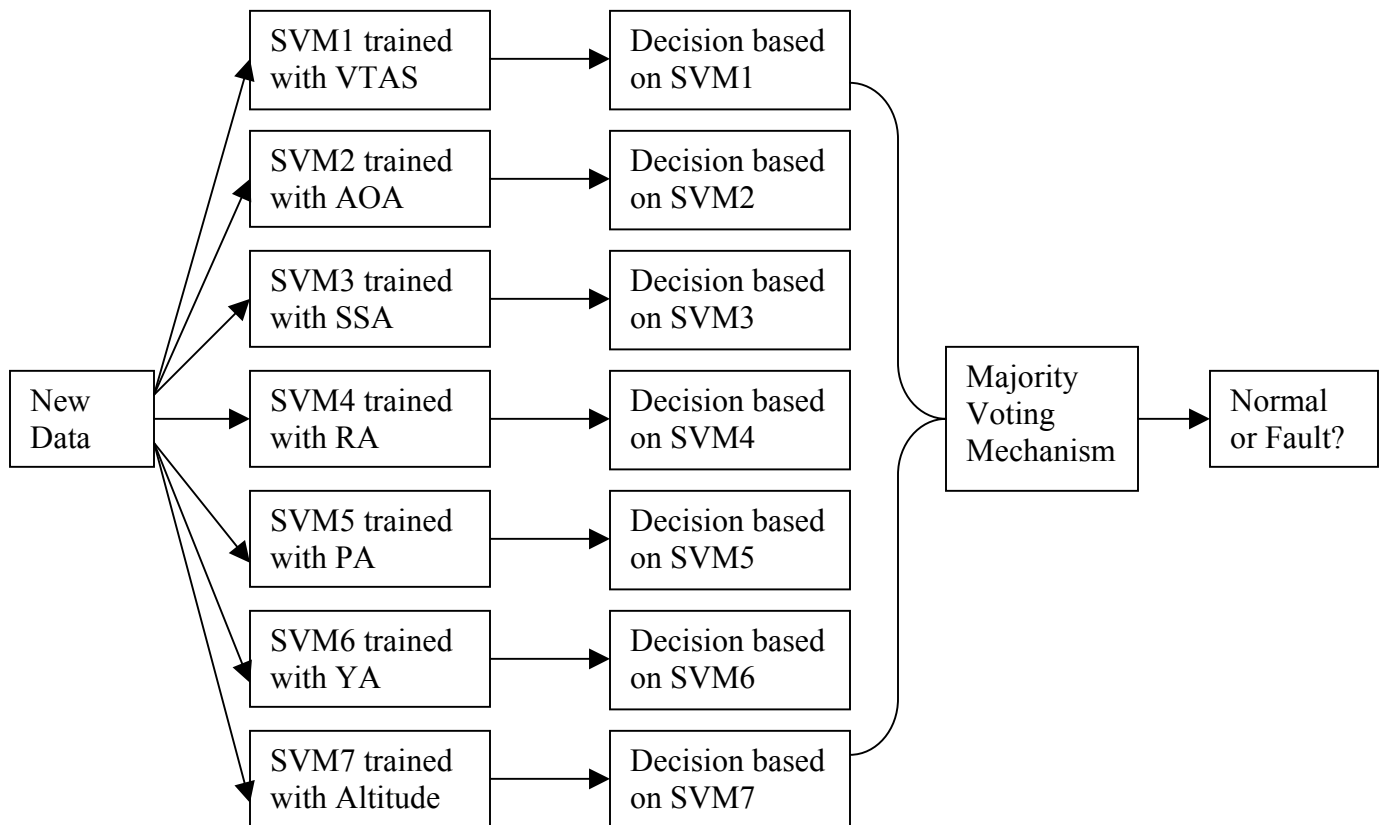 New
Data
SVM1 trained
with VTAS
Decision based
on SVM1
SVM2 trained
with AOA
Decision based
on SVM2
SVM3 trained
with SSA
Decision based
on SVM3
SVM4 trained
with RA
Decision based
on SVM4
SVM5 trained
with PA
Decision based
on SVM5
SVM6 trained
with YA
Decision based
on SVM6
SVM7 trained
with Altitude
Decision based
on SVM7
Majority
Voting
Mechanism
Normal
or Fault?